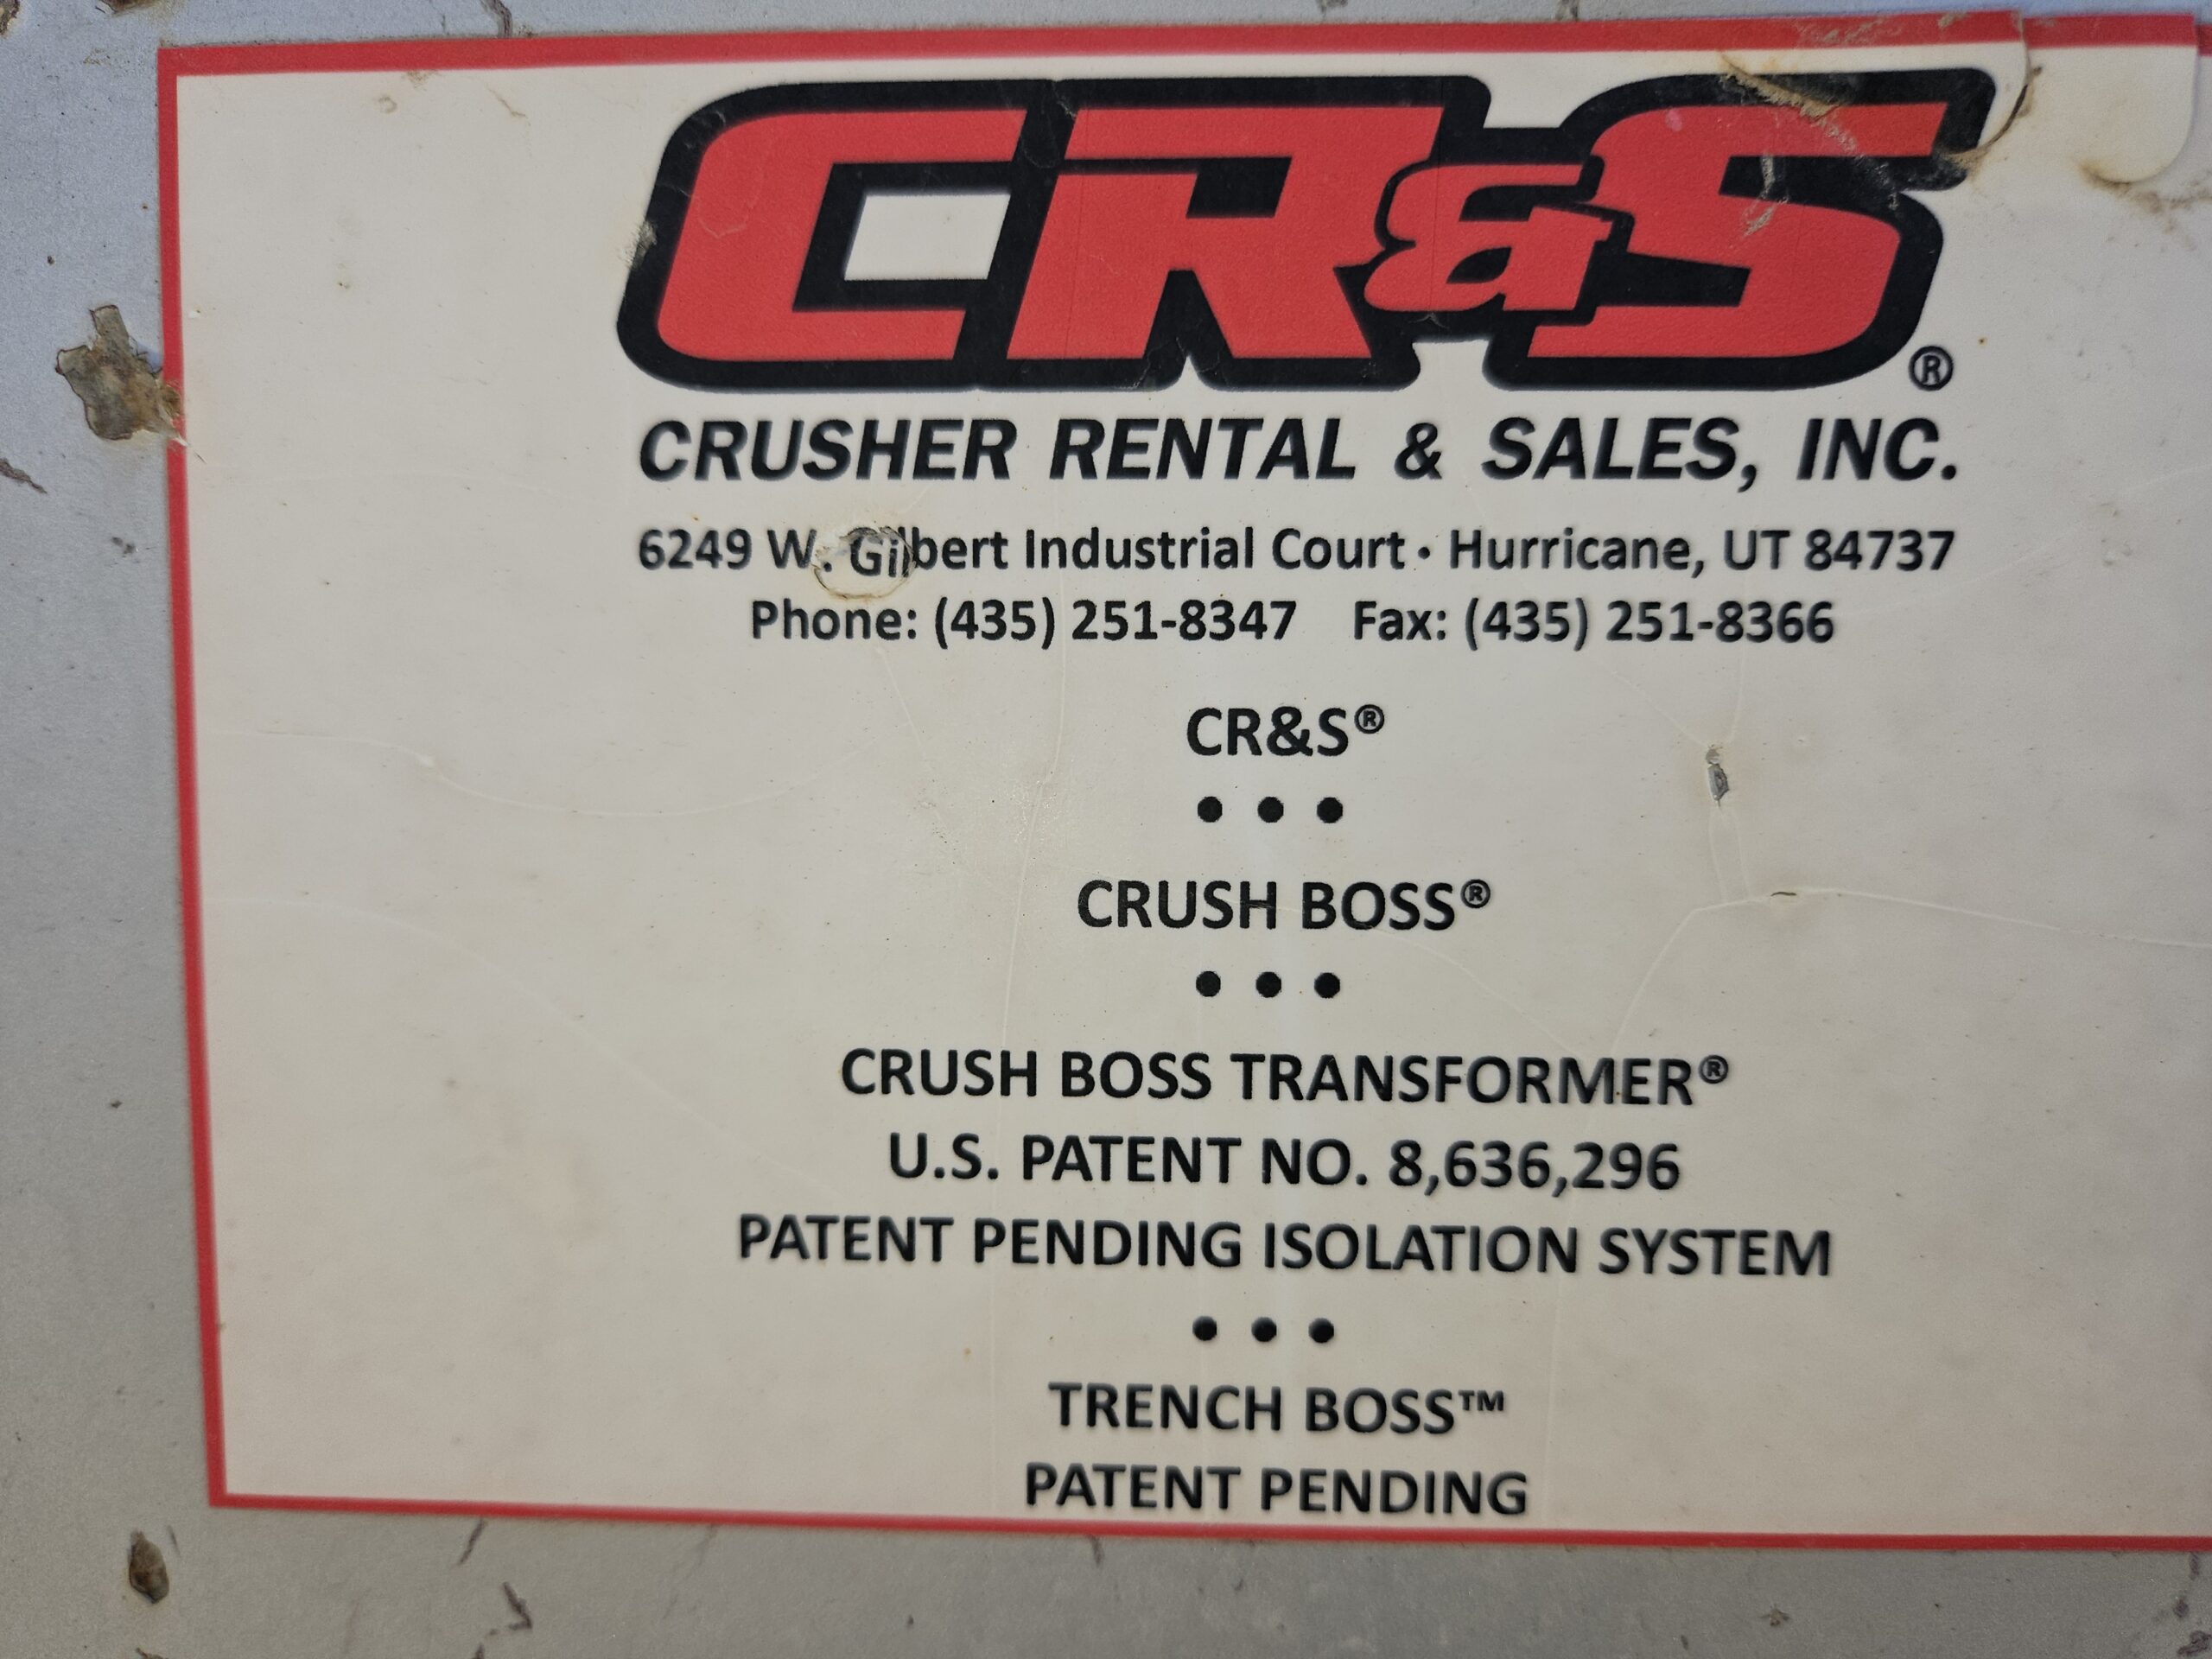 CR&S®
CRUSHER RENTAL & SALES, INC.
6249 W. Gilbert Industrial Court • Hurricane, UT 84737
Phone: (435) 251-8347 Fax: (435) 251-8366
CR&S®
• • •
CRUSH BOSS®
• • •
CRUSH BOSS TRANSFORMER®
U.S. PATENT NO. 8,636,296
PATENT PENDING ISOLATION SYSTEM
• • •
TRENCH BOSS™
PATENT PENDING